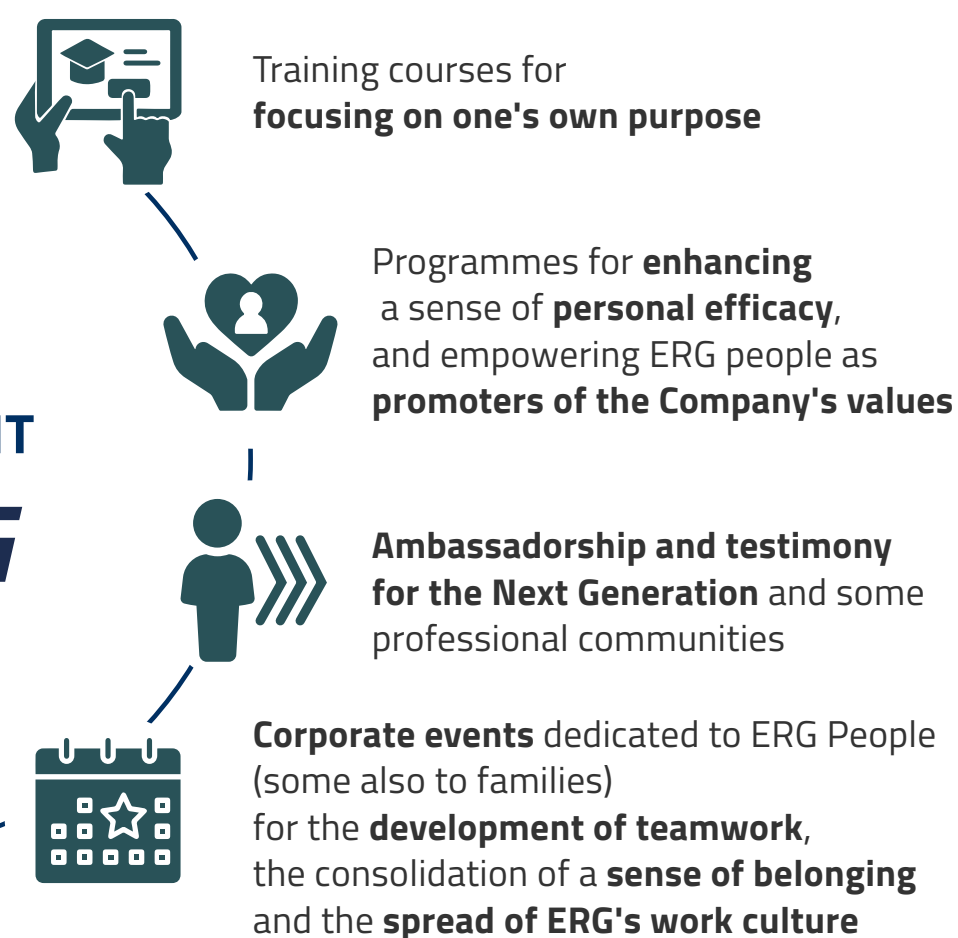 Training courses for
focusing on one's own purpose
Programmes for enhancing
a sense of personal efficacy,
and empowering ERG people as
promoters of the Company's values
Ambassadorship and testimony
for the Next Generation and some
professional communities
Corporate events dedicated to ERG People
(some also to families)
for the development of teamwork,
the consolidation of a sense of belonging
and the spread of ERG's work culture